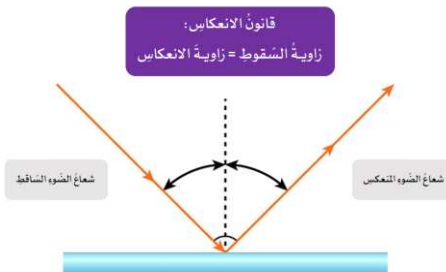 قانونُ الانعكاسِ:
زاويةُ السّقوطِ = زاويةَ الانعكاسِ
شعاعُ الضّوءِ المنعكسِ
شعاعُ الضّوءِ السّاقطِ